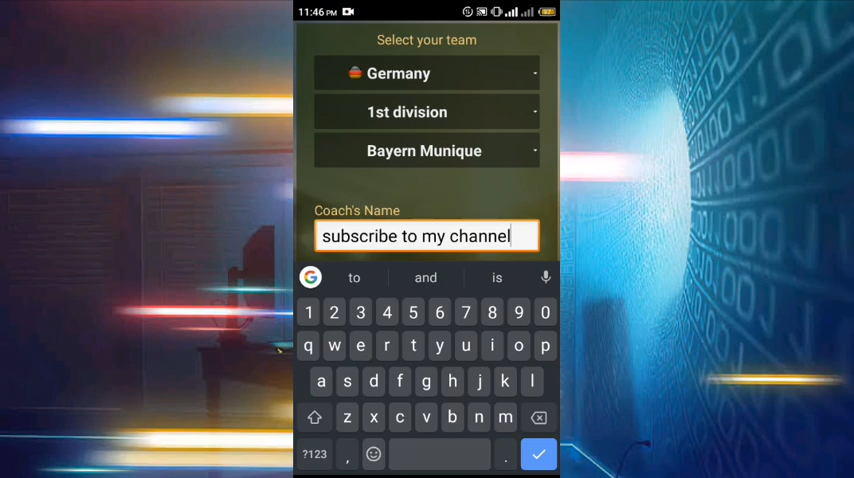 11:46 PM
Select your team
Germany
1st division
Bayern Munique
Coach's Name
subscribe to my channel
to and is
1 2 3 4 5 6 7 8 9 0
q w e r t y u i o p
a s d f g h j k l
z x c v b n m
?123 , .